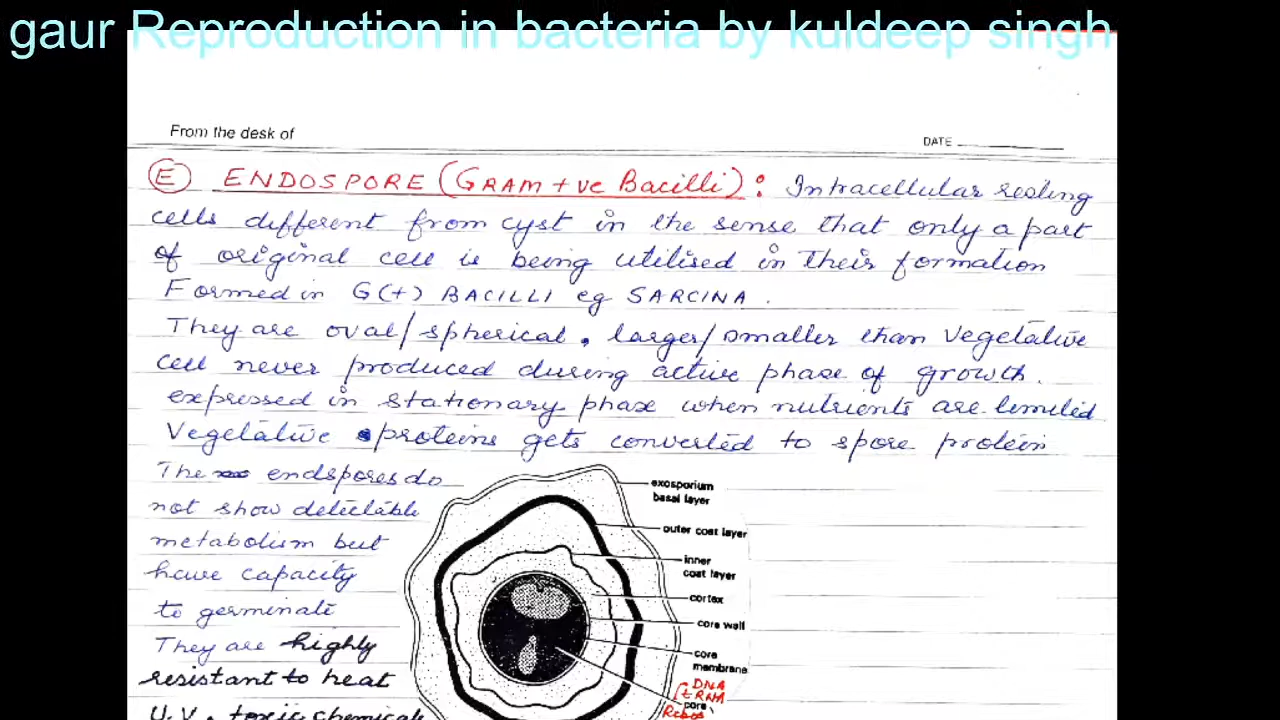 gaur Reproduction in bacteria by kuldeep singh
From the desk of
DATE
(E) ENDOSPORE (GRAM +ve Bacilli) : Intracellular resting
cells different from cyst in the sense that only a part
of original cell is being utilised in their formation
Formed in G(+) BACILLI eg SARCINA .
They are oval/spherical . larger/smaller than vegetative
cell never produced during active phase of growth .
expressed in stationary phase when nutrients are limited
Vegetative proteins gets converted to spore protein
The endspores do
not show detectable
metabolism but
have capacity
to germinate
They are highly
resistant to heat
U.V. toxic chemicals
exosporium
basal layer
outer coat layer
inner
coat layer
cortex
core wall
core
membrane
DNA
RNA
core